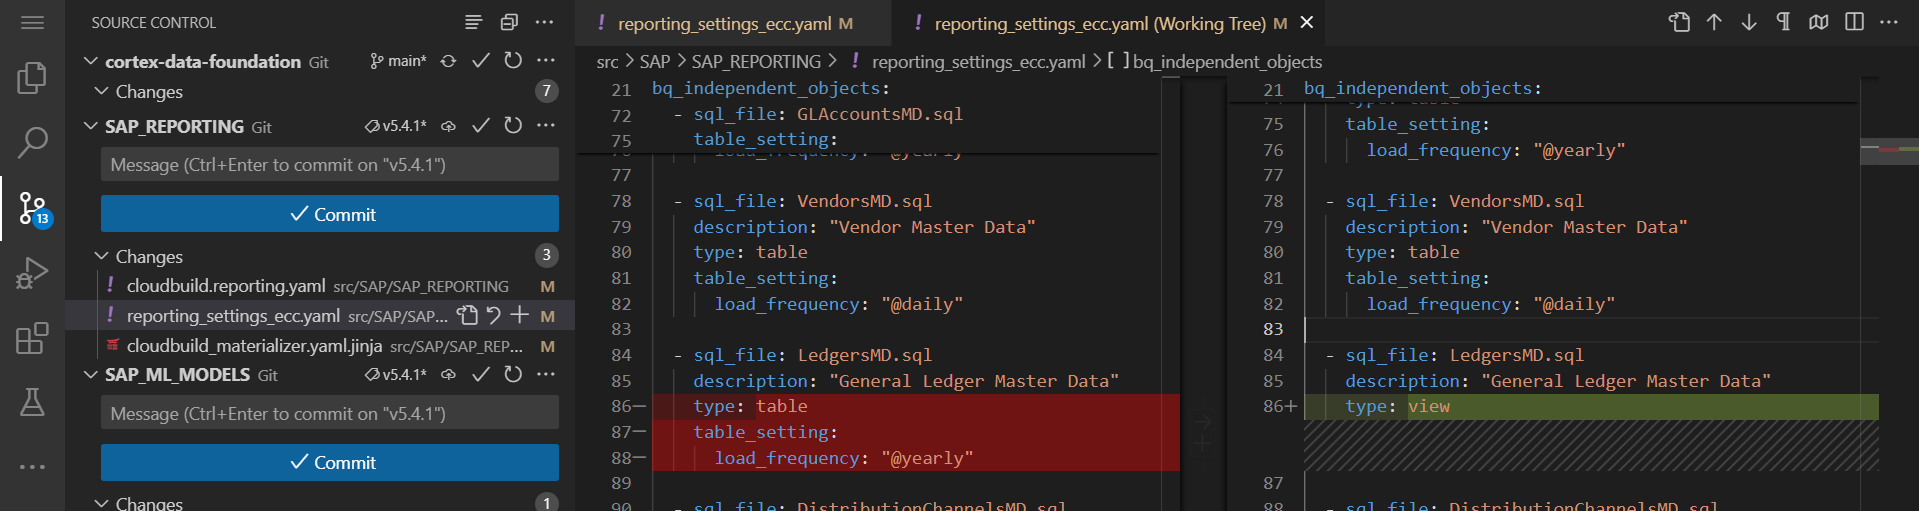 SOURCE CONTROL
cortex-data-foundation Git main*
Changes 7
SAP_REPORTING Git v5.4.1*
Message (Ctrl+Enter to commit on "v5.4.1")
Commit
Changes 3
cloudbuild.reporting.yaml src/SAP/SAP_REPORTING M
reporting_settings_ecc.yaml src/SAP/SAP... M
cloudbuild_materializer.yaml.jinja src/SAP/SAP_REP... M
SAP_ML_MODELS Git v5.4.1*
Message (Ctrl+Enter to commit on "v5.4.1")
Commit
Changes 1
13
! reporting_settings_ecc.yaml M
! reporting_settings_ecc.yaml (Working Tree) M
src > SAP > SAP_REPORTING > ! reporting_settings_ecc.yaml > [ ] bq_independent_objects
21 bq_independent_objects:
72 - sql_file: GLAccountsMD.sql
75 table_setting:
76 load_frequency: "@yearly"
77
78 - sql_file: VendorsMD.sql
79 description: "Vendor Master Data"
80 type: table
81 table_setting:
82 load_frequency: "@daily"
83
84 - sql_file: LedgersMD.sql
85 description: "General Ledger Master Data"
86- type: table
87- table_setting:
88- load_frequency: "@yearly"
89
90 - sql_file: DistributionChannelsMD.sql
21 bq_independent_objects:
type: table
75 table_setting:
76 load_frequency: "@yearly"
77
78 - sql_file: VendorsMD.sql
79 description: "Vendor Master Data"
80 type: table
81 table_setting:
82 load_frequency: "@daily"
83
84 - sql_file: LedgersMD.sql
85 description: "General Ledger Master Data"
86+ type: view
87
88 - sql_file: DistributionChannelsMD.sql